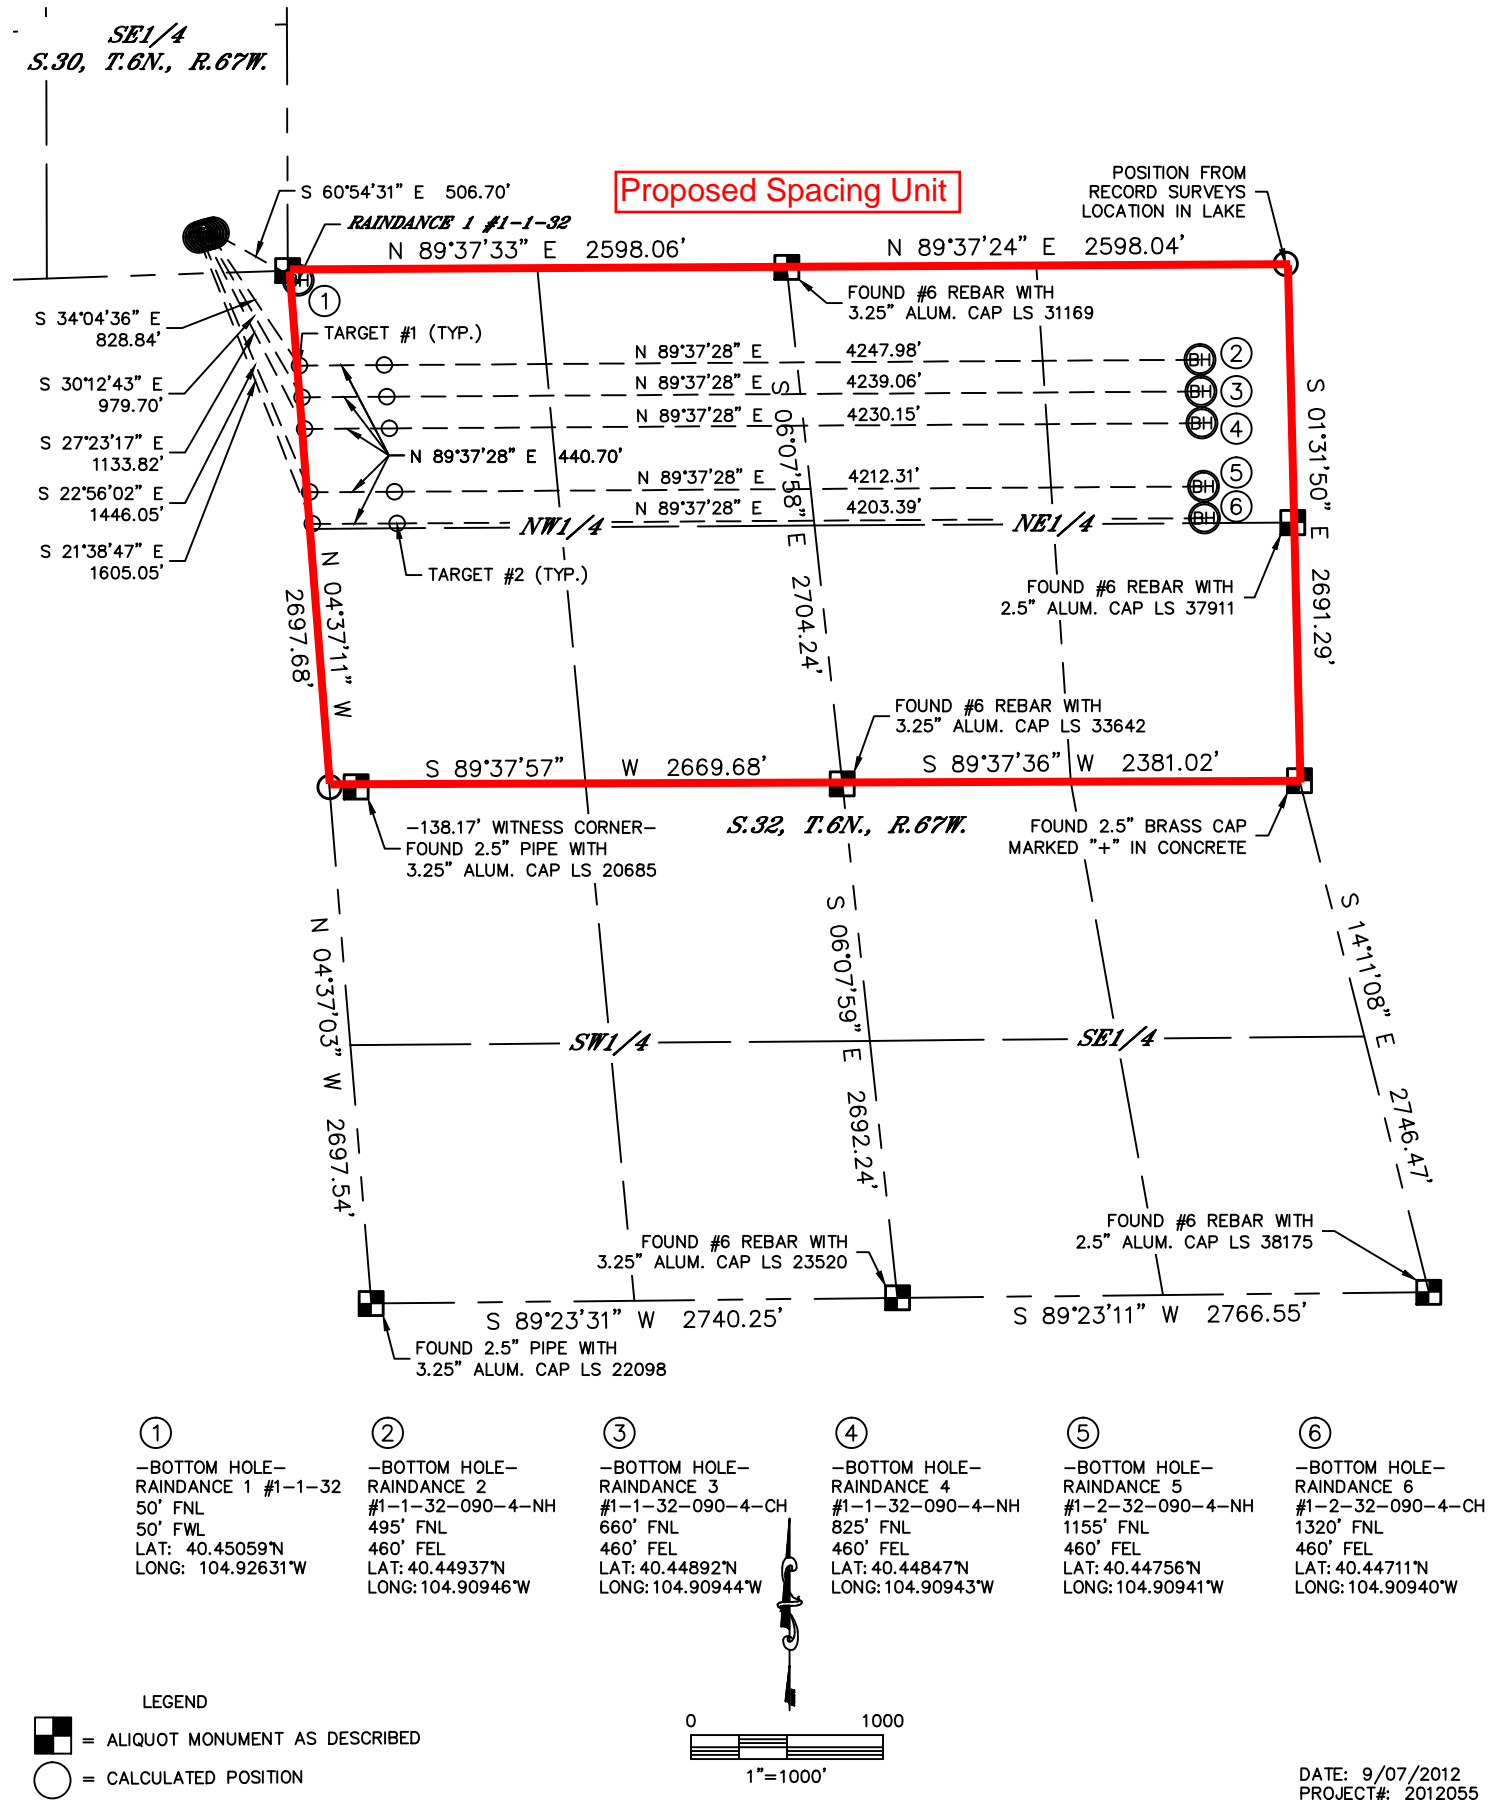 SE1/4
S.30, T.6N., R.67W.
Proposed Spacing Unit
POSITION FROM
RECORD SURVEYS
LOCATION IN LAKE
S 60°54'31" E 506.70'
RAINDANCE 1 #1-1-32
N 89°37'33" E 2598.06'
N 89°37'24" E 2598.04'
BH
1
FOUND #6 REBAR WITH
3.25" ALUM. CAP LS 31169
S 34°04'36" E
828.84'
TARGET #1 (TYP.)
N 89°37'28" E 4247.98'
BH
2
S 30°12'43" E
979.70'
N 89°37'28" E 4239.06'
BH
3
N 89°37'28" E 4230.15'
BH
4
S 27°23'17" E
1133.82'
N 89°37'28" E 440.70'
S 22°56'02" E
1446.05'
N 89°37'28" E 4212.31'
BH
5
N 89°37'28" E 4203.39'
BH
6
S 21°38'47" E
1605.05'
NW1/4
NE1/4
S 06°07'58" E 2704.24'
S 01°31'50" E 2691.29'
TARGET #2 (TYP.)
N 04°37'11" W
2697.68'
FOUND #6 REBAR WITH
2.5" ALUM. CAP LS 37911
FOUND #6 REBAR WITH
3.25" ALUM. CAP LS 33642
S 89°37'57" W 2669.68'
S 89°37'36" W 2381.02'
-138.17' WITNESS CORNER-
FOUND 2.5" PIPE WITH
3.25" ALUM. CAP LS 20685
S.32, T.6N., R.67W.
FOUND 2.5" BRASS CAP
MARKED "+" IN CONCRETE
N 04°37'03" W 2697.54'
S 06°07'59" E 2692.24'
S 14°11'08" E 2746.47'
SW1/4
SE1/4
FOUND #6 REBAR WITH
3.25" ALUM. CAP LS 23520
FOUND #6 REBAR WITH
2.5" ALUM. CAP LS 38175
S 89°23'31" W 2740.25'
S 89°23'11" W 2766.55'
FOUND 2.5" PIPE WITH
3.25" ALUM. CAP LS 22098
1
-BOTTOM HOLE-
RAINDANCE 1 #1-1-32
50' FNL
50' FWL
LAT: 40.45059°N
LONG: 104.92631°W
2
-BOTTOM HOLE-
RAINDANCE 2
#1-1-32-090-4-NH
495' FNL
460' FEL
LAT: 40.44937°N
LONG: 104.90946°W
3
-BOTTOM HOLE-
RAINDANCE 3
#1-1-32-090-4-CH
660' FNL
460' FEL
LAT: 40.44892°N
LONG: 104.90944°W
4
-BOTTOM HOLE-
RAINDANCE 4
#1-1-32-090-4-NH
825' FNL
460' FEL
LAT: 40.44847°N
LONG: 104.90943°W
5
-BOTTOM HOLE-
RAINDANCE 5
#1-2-32-090-4-NH
1155' FNL
460' FEL
LAT: 40.44756°N
LONG: 104.90941°W
6
-BOTTOM HOLE-
RAINDANCE 6
#1-2-32-090-4-CH
1320' FNL
460' FEL
LAT: 40.44711°N
LONG: 104.90940°W
LEGEND
= ALIQUOT MONUMENT AS DESCRIBED
= CALCULATED POSITION
0 1000
1"=1000'
DATE: 9/07/2012
PROJECT#: 2012055